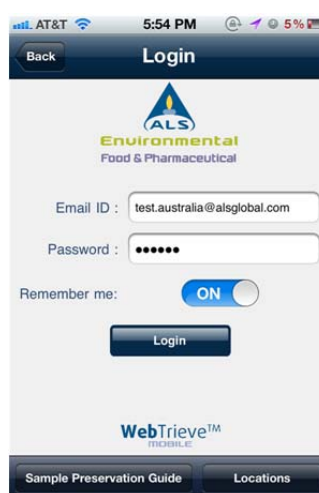 AT&T 5:54 PM 5%
Back Login
ALS
Environmental
Food & Pharmaceutical
Email ID : test.australia@alsglobal.com
Password : ••••••
Remember me: ON
Login
WebTrieve™
MOBILE
Sample Preservation Guide Locations